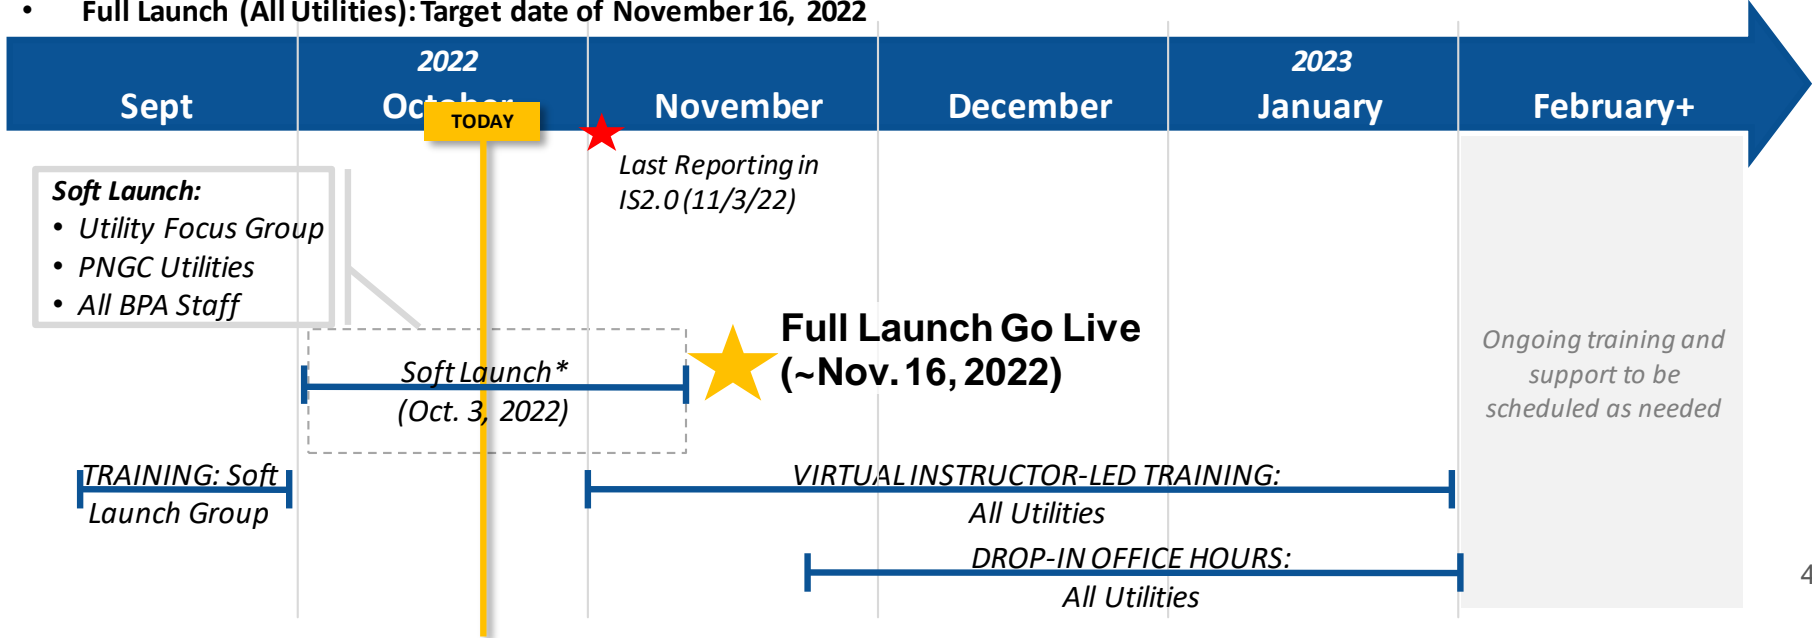 • Full Launch (All Utilities): Target date of November 16, 2022
2022
2023
Sept
October
November
December
January
February+
TODAY
Last Reporting in
IS2.0 (11/3/22)
Soft Launch:
• Utility Focus Group
• PNGC Utilities
• All BPA Staff
Full Launch Go Live
(~Nov. 16, 2022)
Soft Launch*
(Oct. 3, 2022)
Ongoing training and
support to be
scheduled as needed
TRAINING: Soft
Launch Group
VIRTUAL INSTRUCTOR-LED TRAINING:
All Utilities
DROP-IN OFFICE HOURS:
All Utilities
4